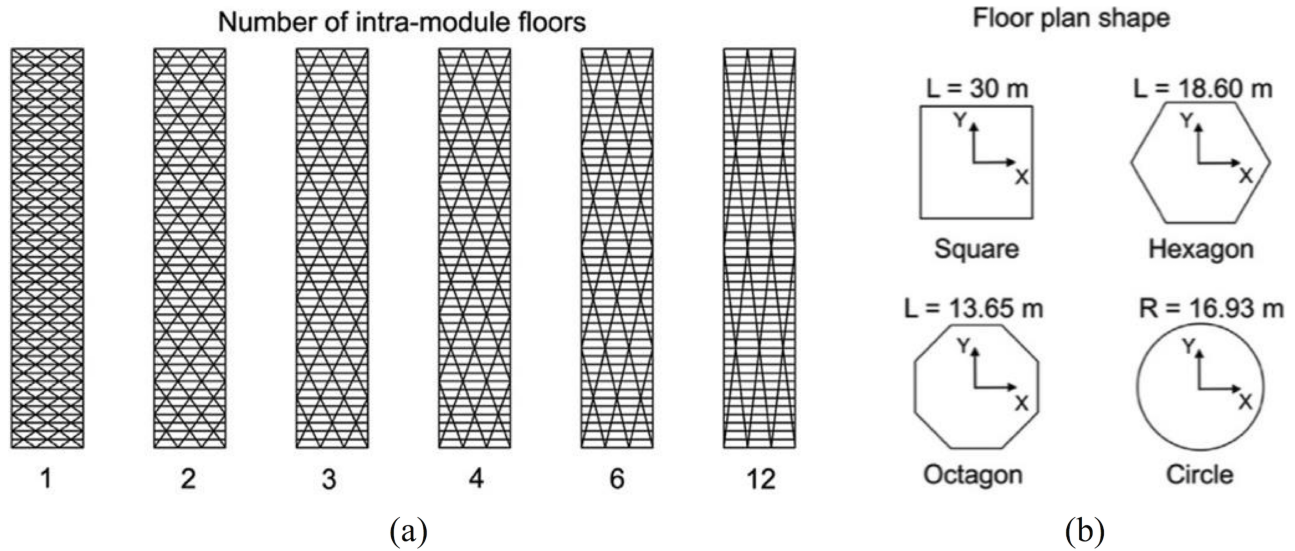 Number of intra-module floors
1 2 3 4 6 12
(a)
Floor plan shape
L = 30 m
Y
X
Square
L = 18.60 m
Y
X
Hexagon
L = 13.65 m
Y
X
Octagon
R = 16.93 m
Y
X
Circle
(b)